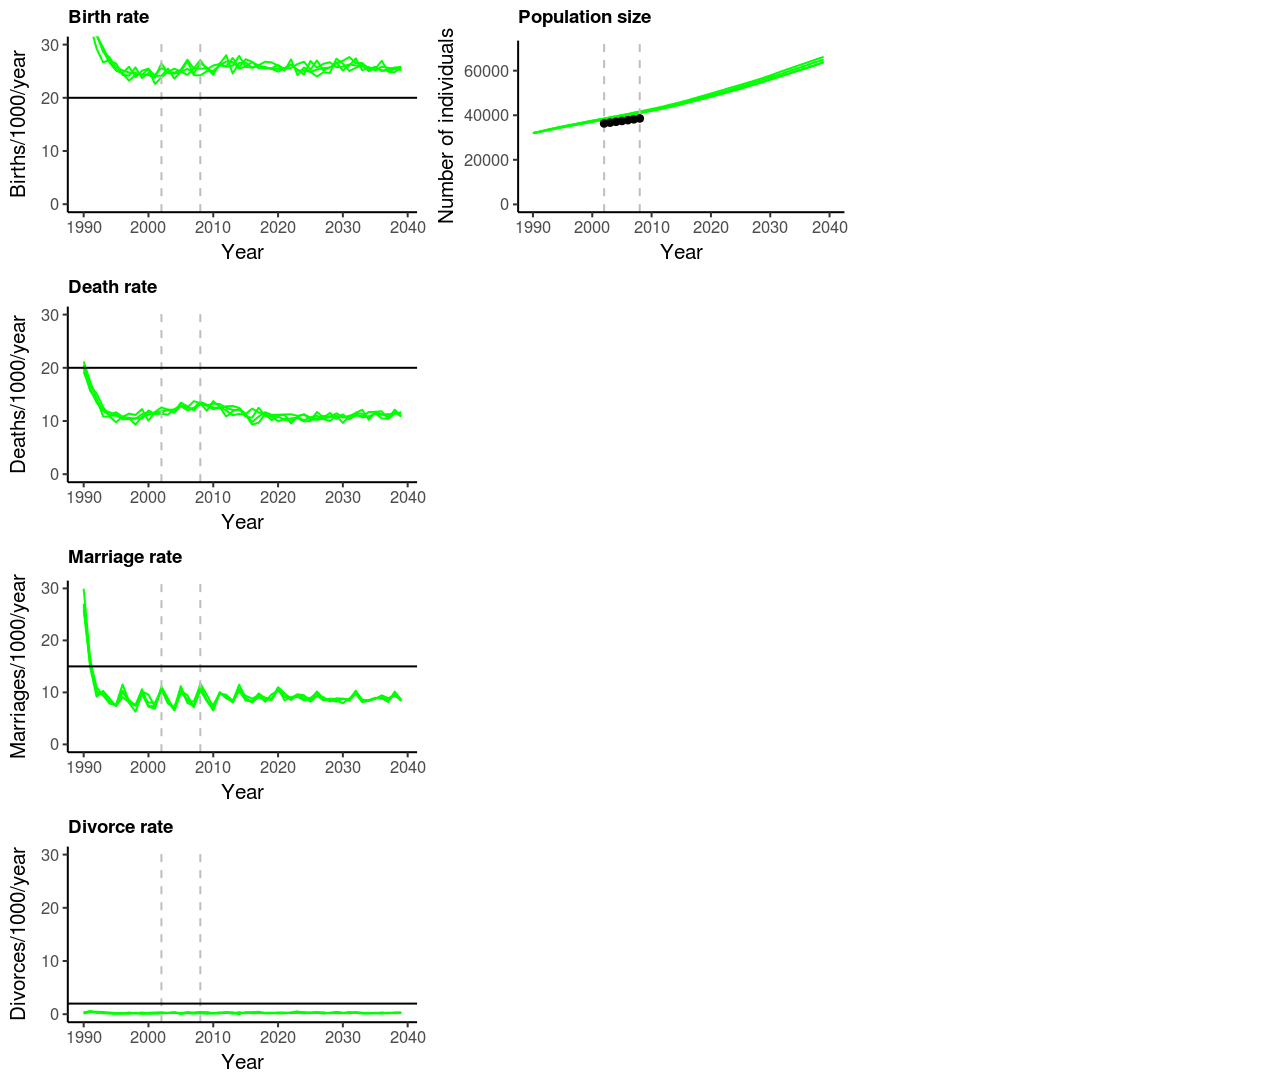 Birth rate
Births/1000/year
30
20
10
0
1990 2000 2010 2020 2030 2040
Year
Population size
Number of individuals
60000
40000
20000
0
1990 2000 2010 2020 2030 2040
Year
Death rate
Deaths/1000/year
30
20
10
0
1990 2000 2010 2020 2030 2040
Year
Marriage rate
Marriages/1000/year
30
20
10
0
1990 2000 2010 2020 2030 2040
Year
Divorce rate
Divorces/1000/year
30
20
10
0
1990 2000 2010 2020 2030 2040
Year